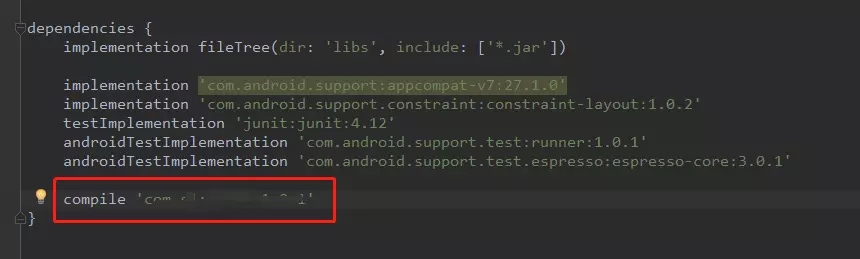 dependencies {
implementation fileTree(dir: 'libs', include: ['*.jar'])
implementation 'com.android.support:appcompat-v7:27.1.0'
implementation 'com.android.support.constraint:constraint-layout:1.0.2'
testImplementation 'junit:junit:4.12'
androidTestImplementation 'com.android.support.test:runner:1.0.1'
androidTestImplementation 'com.android.support.test.espresso:espresso-core:3.0.1'
compile
}